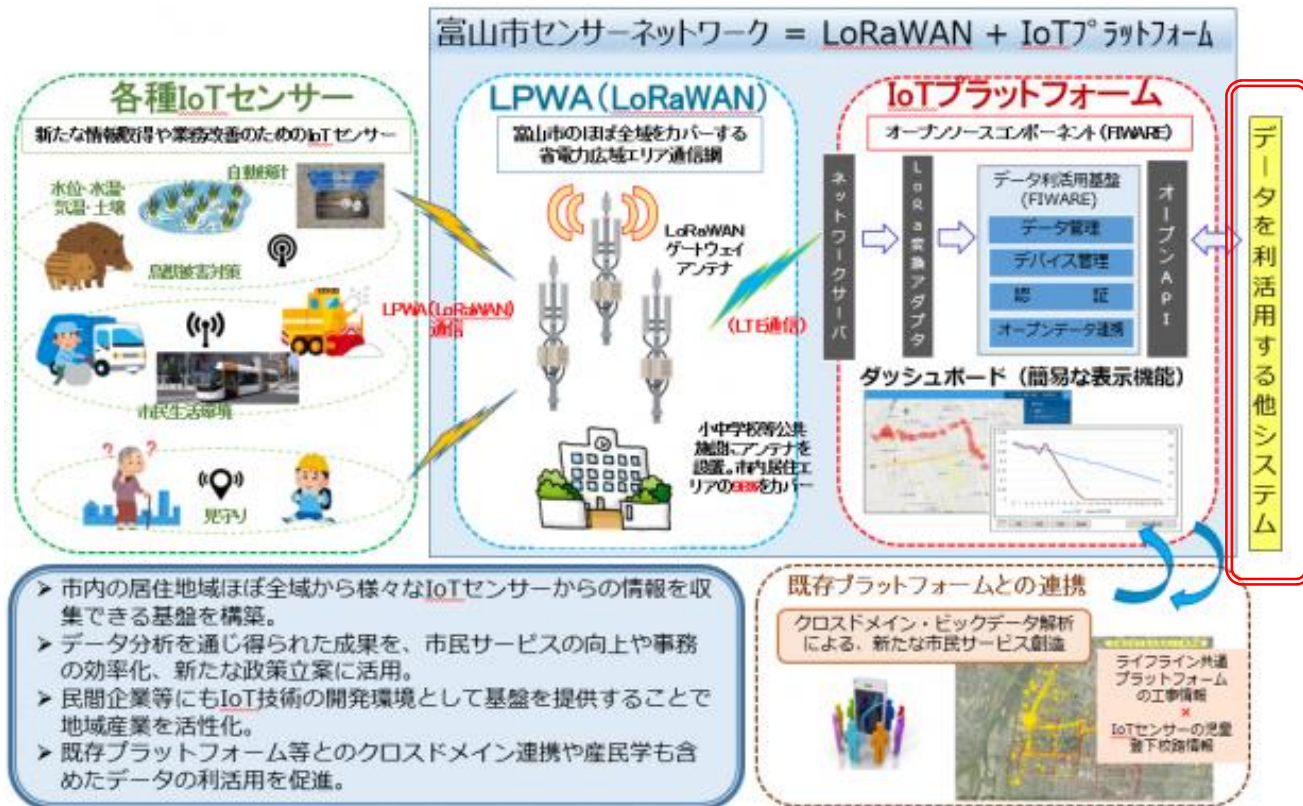 富山市センサーネットワーク = LoRaWAN + IoTプラットフォーム
各種IoTセンサー
新たな情報取得や業務改善のためのIoTセンサー
水位・水温・
気温・土壌
鳥獣被害対策
市民生活環境
見守り
LPWA(LoRaWAN)
通信
LPWA(LoRaWAN)
富山市のほぼ全域をカバーする
省電力広域エリア通信網
LoRaWAN
ゲートウェイ
アンテナ
(LTE通信)
小中学校等公共
施設にアンテナを
設置。市内居住エ
リアの98%をカバー
IoTプラットフォーム
オープンソースコンポーネント(FIWARE)
ネットワークサーバ
LoRa変換アダプタ
データ利活用基盤
(FIWARE)
データ管理
デバイス管理
認 証
オープンデータ連携
オープンAPI
ダッシュボード（簡易な表示機能）
データを利活用する他システム
➢ 市内の居住地域ほぼ全域から様々なIoTセンサーからの情報を収
集できる基盤を構築。
➢ データ分析を通じ得られた成果を、市民サービスの向上や事務
の効率化、新たな政策立案に活用。
➢ 民間企業等にもIoT技術の開発環境として基盤を提供することで
地域産業を活性化。
➢ 既存プラットフォーム等とのクロスドメイン連携や産民学も含
めたデータの利活用を促進。
既存プラットフォームとの連携
クロスドメイン・ビックデータ解析
による、新たな市民サービス創造
ライフライン共通
プラットフォーム
の工事情報
×
IoTセンサーの児童
登下校路情報